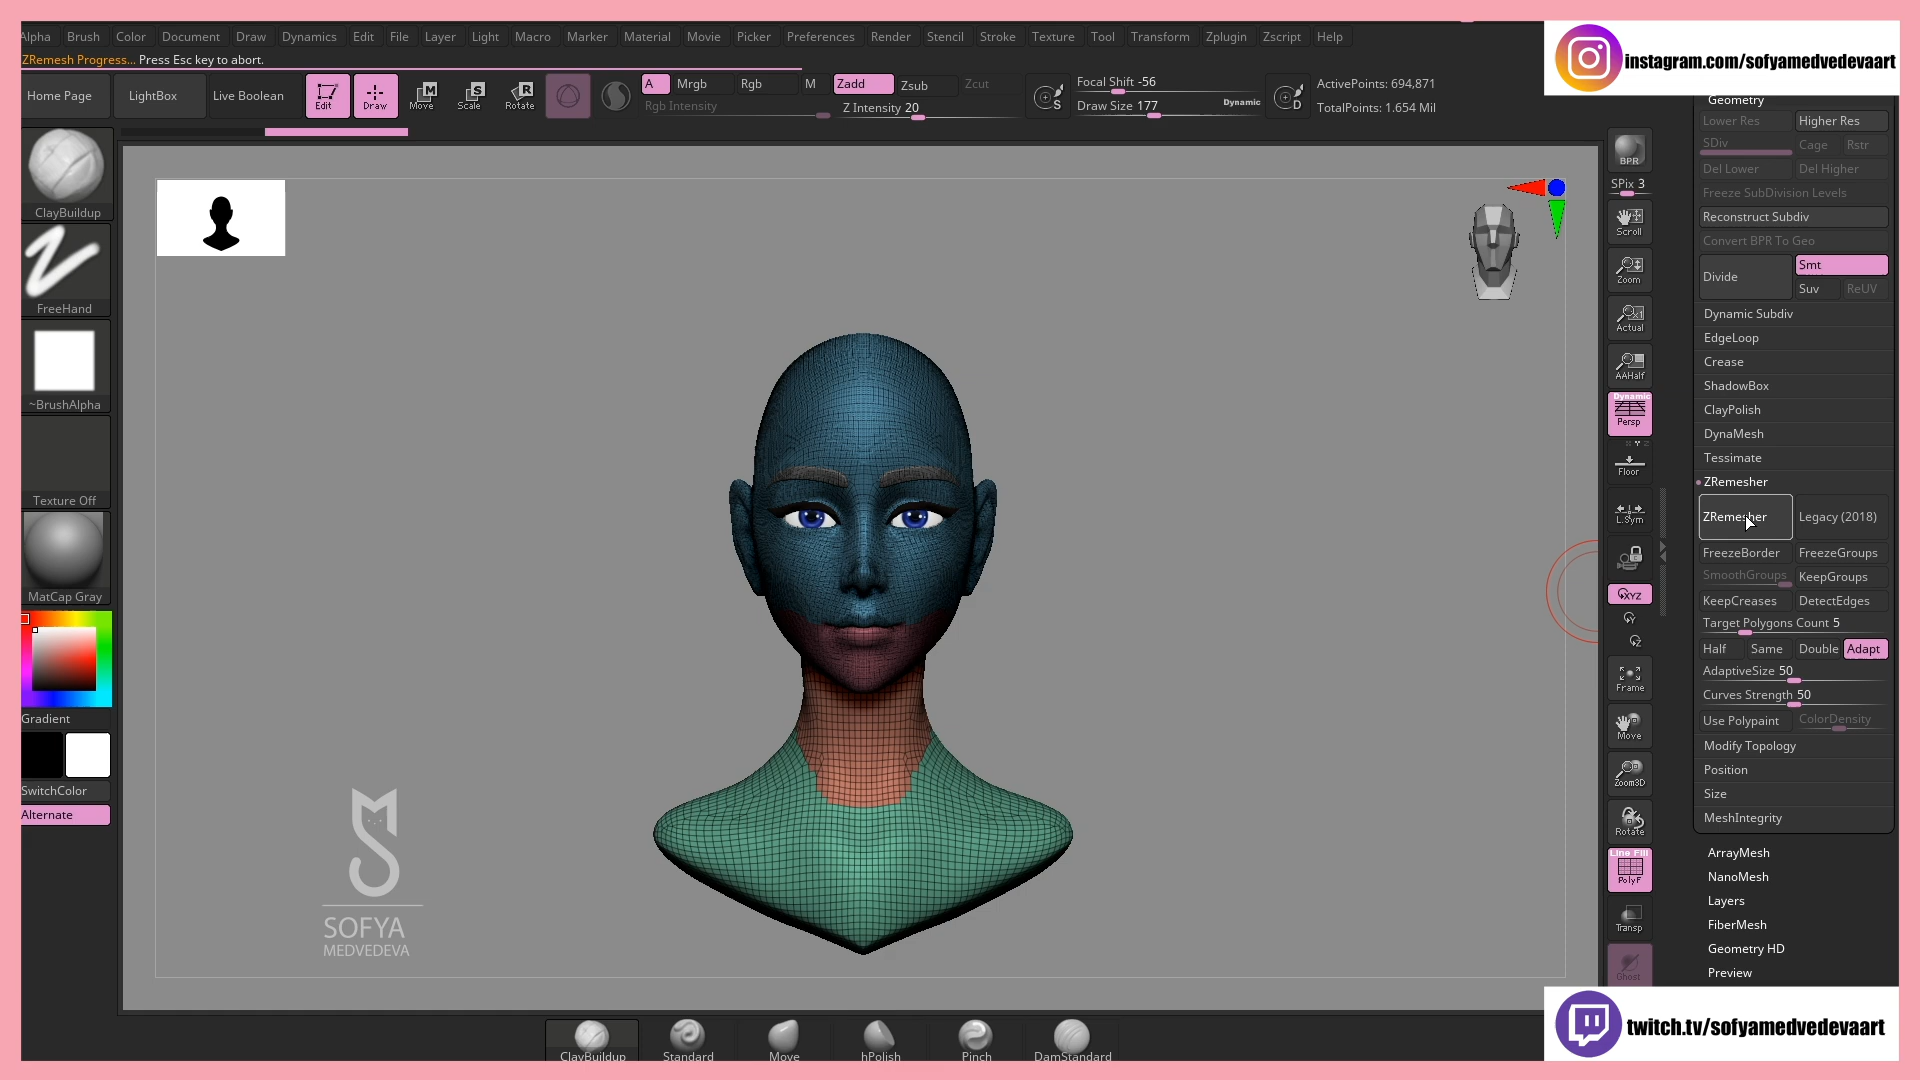 Alpha Brush Color Document Draw Dynamics Edit File Layer Light Macro Marker Material Movie Picker Preferences Render Stencil Stroke Texture Tool Transform Zplugin Zscript Help
instagram.com/sofyamedvedevaart
ZRemesh Progress... Press Esc key to abort.
Home Page
LightBox
Live Boolean
Edit
Draw
Move
Scale
Rotate
A
Mrgb
Rgb
M
Rgb Intensity
Zadd
Zsub
Zcut
Z Intensity 20
Focal Shift -56
Draw Size 177
Dynamic
ActivePoints: 694,871
TotalPoints: 1.654 Mil
ClayBuildup
FreeHand
~BrushAlpha
Texture Off
MatCap Gray
Gradient
SwitchColor
Alternate
SOFYA
MEDVEDEVA
BPR
SPix 3
Scroll
Zoom
Actual
AAHalf
Dynamic
Persp
Floor
L.Sym
XYZ
Frame
Move
Zoom3D
Rotate
Line Fill
PolyF
Transp
Ghost
Geometry
Lower Res
Higher Res
SDiv
Cage
Rstr
Del Lower
Del Higher
Freeze SubDivision Levels
Reconstruct Subdiv
Convert BPR To Geo
Divide
Smt
Suv
ReUV
Dynamic Subdiv
EdgeLoop
Crease
ShadowBox
ClayPolish
DynaMesh
Tessimate
ZRemesher
ZRemesher
Legacy (2018)
FreezeBorder
FreezeGroups
SmoothGroups
KeepGroups
KeepCreases
DetectEdges
Target Polygons Count 5
Half
Same
Double
Adapt
AdaptiveSize 50
Curves Strength 50
Use Polypaint
ColorDensity
Modify Topology
Position
Size
MeshIntegrity
ArrayMesh
NanoMesh
Layers
FiberMesh
Geometry HD
Preview
twitch.tv/sofyamedvedevaart
ClayBuildup
Standard
Move
hPolish
Pinch
DamStandard